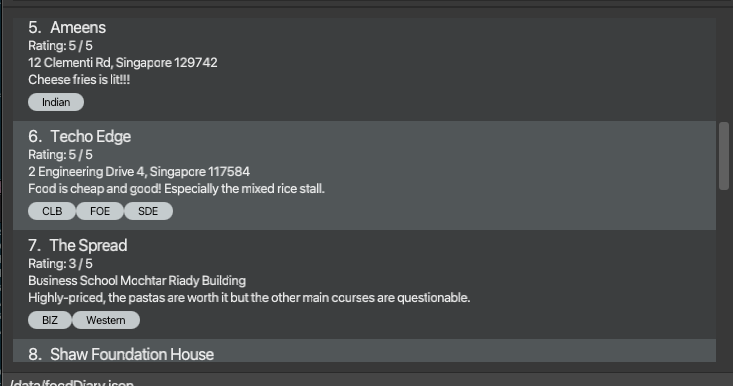 5. Ameens
Rating: 5 / 5
12 Clementi Rd, Singapore 129742
Cheese fries is lit!!!
Indian
6. Techo Edge
Rating: 5 / 5
2 Engineering Drive 4, Singapore 117584
Food is cheap and good! Especially the mixed rice stall.
CLB FOE SDE
7. The Spread
Rating: 3 / 5
Business School Mochtar Riady Building
Highly-priced, the pastas are worth it but the other main courses are questionable.
BIZ Western
8. Shaw Foundation House
/data/foodDiary.json